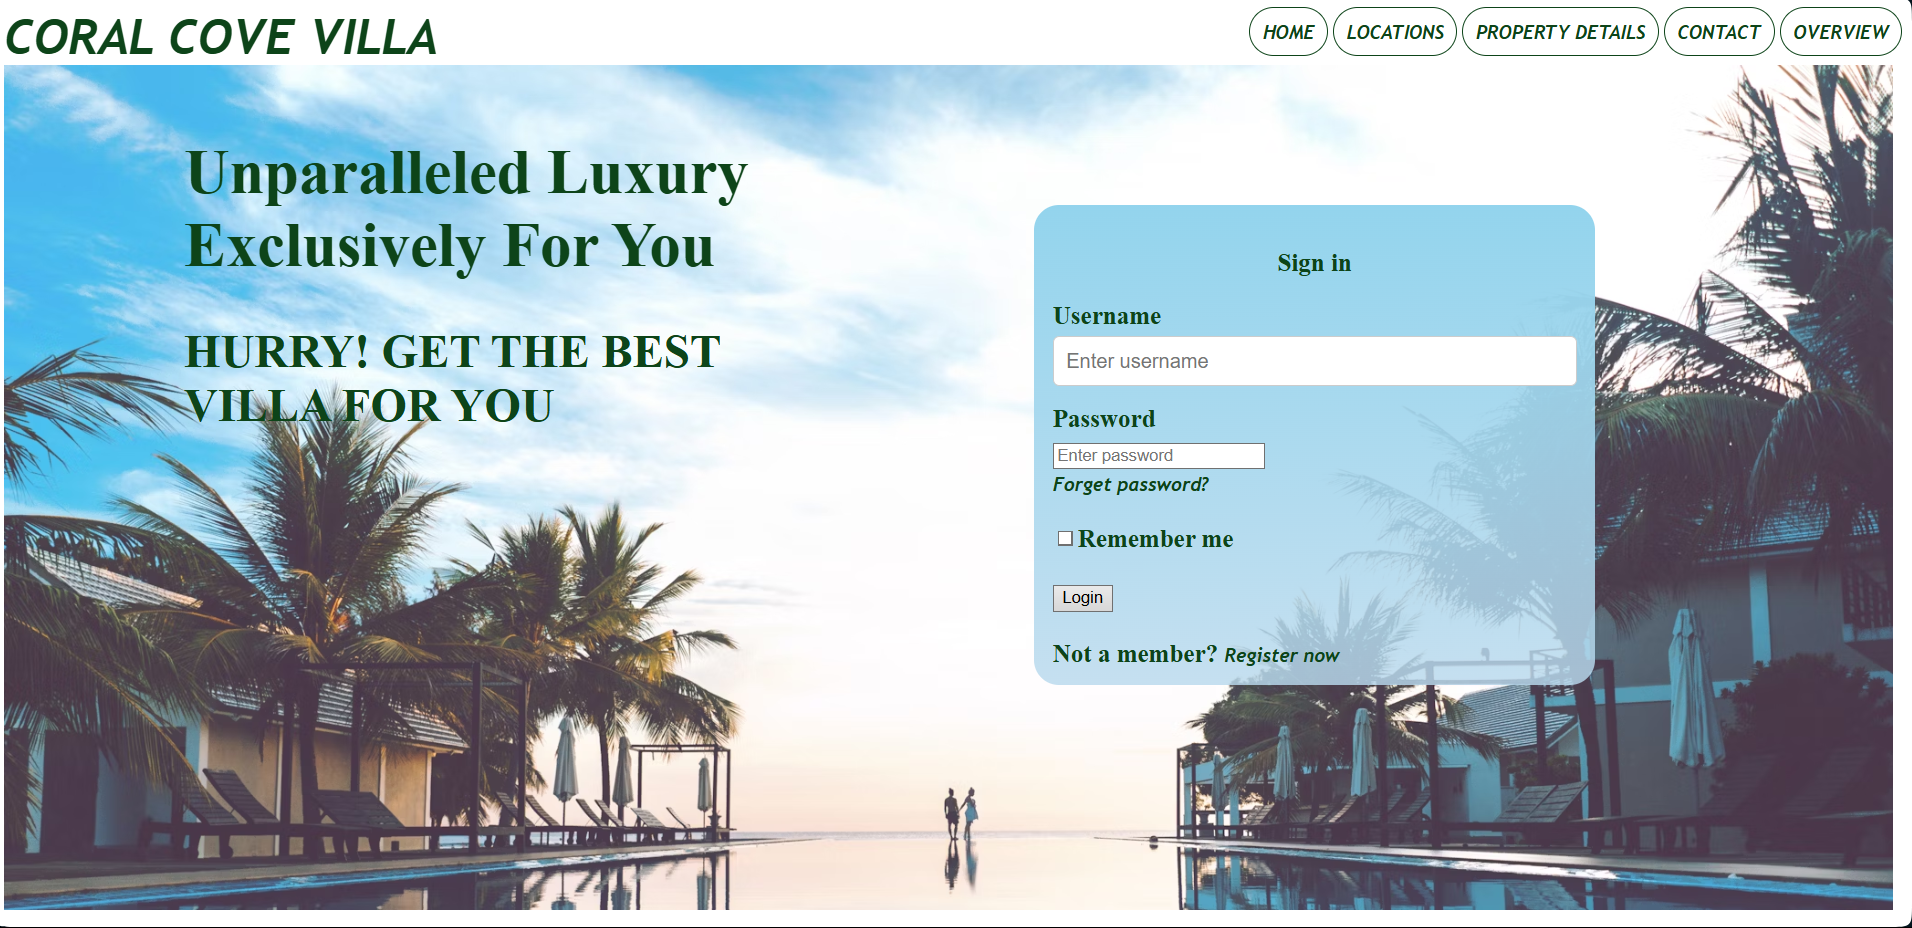 CORAL COVE VILLA
HOME LOCATIONS PROPERTY DETAILS CONTACT OVERVIEW
Unparalleled Luxury
Exclusively For You
HURRY! GET THE BEST
VILLA FOR YOU
Sign in
Username
Enter username
Password
Enter password
Forget password?
Remember me
Login
Not a member? Register now